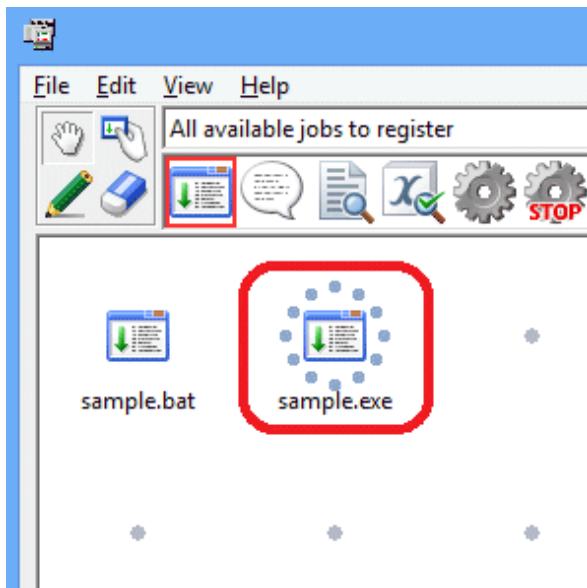 File Edit View Help
All available jobs to register
STOP
sample.bat sample.exe